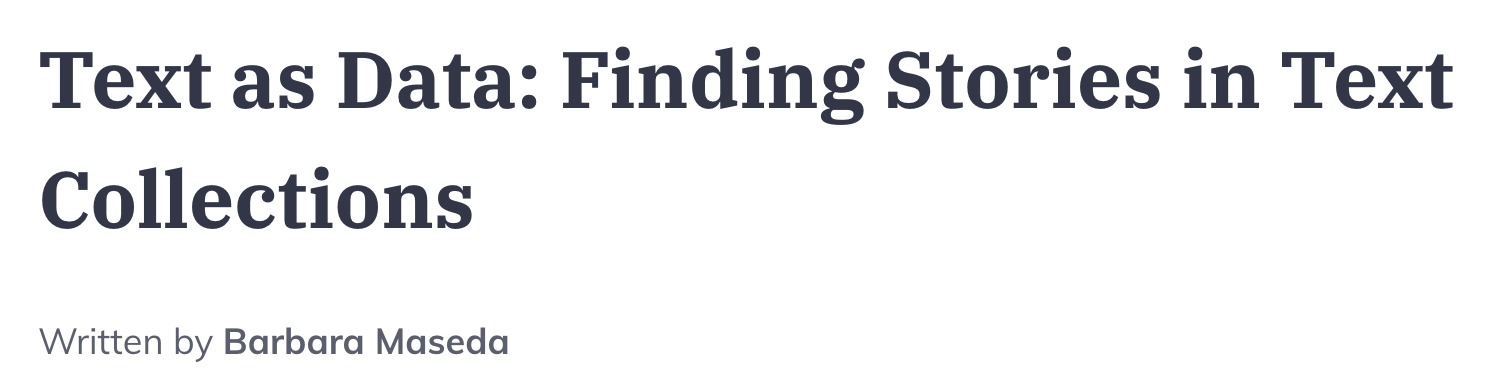 Text as Data: Finding Stories in Text
Collections
Written by Barbara Maseda